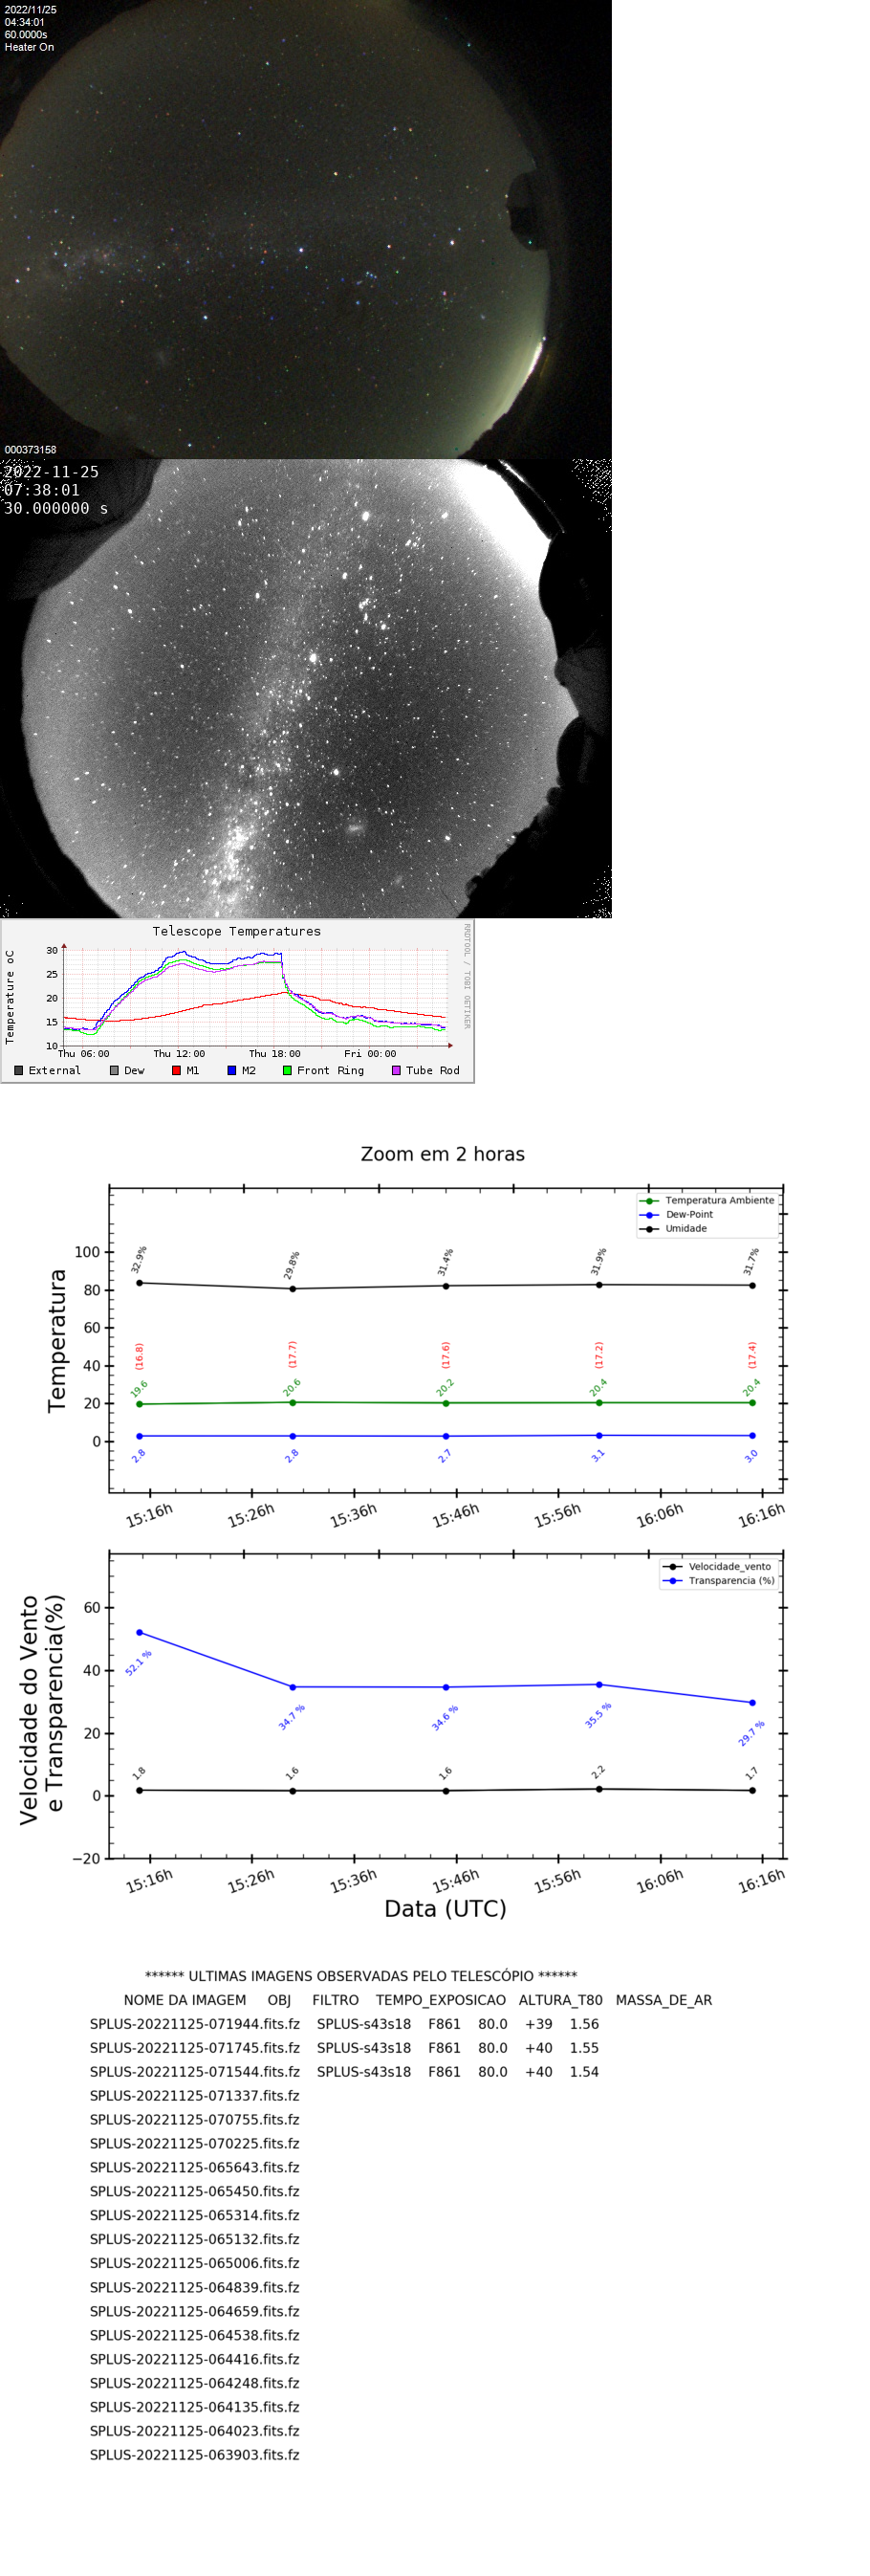 2022/11/25
04:34:01
60.0000s
Heater On
000373158
2022-11-25
07:38:01
30.000000 s
Telescope Temperatures
RRDTOOL / TOBI OETIKER
Temperature oC
30
25
20
15
10
Thu 06:00 Thu 12:00 Thu 18:00 Fri 00:00
External Dew M1 M2 Front Ring Tube Rod
Zoom em 2 horas
Temperatura Ambiente
Dew-Point
Umidade
Temperatura
100
80
60
40
20
0
32.9% 29.8% 31.4% 31.9% 31.7%
(16.8) (17.7) (17.6) (17.2) (17.4)
19.6 20.6 20.2 20.4 20.4
2.8 2.8 2.7 3.1 3.0
15:16h 15:26h 15:36h 15:46h 15:56h 16:06h 16:16h
Velocidade_vento
Transparencia (%)
Velocidade do Vento
e Transparencia(%)
60
40
20
0
−20
52.1 % 34.7 % 34.6 % 35.5 % 29.7 %
1.8 1.6 1.6 2.2 1.7
15:16h 15:26h 15:36h 15:46h 15:56h 16:06h 16:16h
Data (UTC)
****** ULTIMAS IMAGENS OBSERVADAS PELO TELESCÓPIO ******
NOME DA IMAGEM OBJ FILTRO TEMPO_EXPOSICAO ALTURA_T80 MASSA_DE_AR
SPLUS-20221125-071944.fits.fz SPLUS-s43s18 F861 80.0 +39 1.56
SPLUS-20221125-071745.fits.fz SPLUS-s43s18 F861 80.0 +40 1.55
SPLUS-20221125-071544.fits.fz SPLUS-s43s18 F861 80.0 +40 1.54
SPLUS-20221125-071337.fits.fz
SPLUS-20221125-070755.fits.fz
SPLUS-20221125-070225.fits.fz
SPLUS-20221125-065643.fits.fz
SPLUS-20221125-065450.fits.fz
SPLUS-20221125-065314.fits.fz
SPLUS-20221125-065132.fits.fz
SPLUS-20221125-065006.fits.fz
SPLUS-20221125-064839.fits.fz
SPLUS-20221125-064659.fits.fz
SPLUS-20221125-064538.fits.fz
SPLUS-20221125-064416.fits.fz
SPLUS-20221125-064248.fits.fz
SPLUS-20221125-064135.fits.fz
SPLUS-20221125-064023.fits.fz
SPLUS-20221125-063903.fits.fz